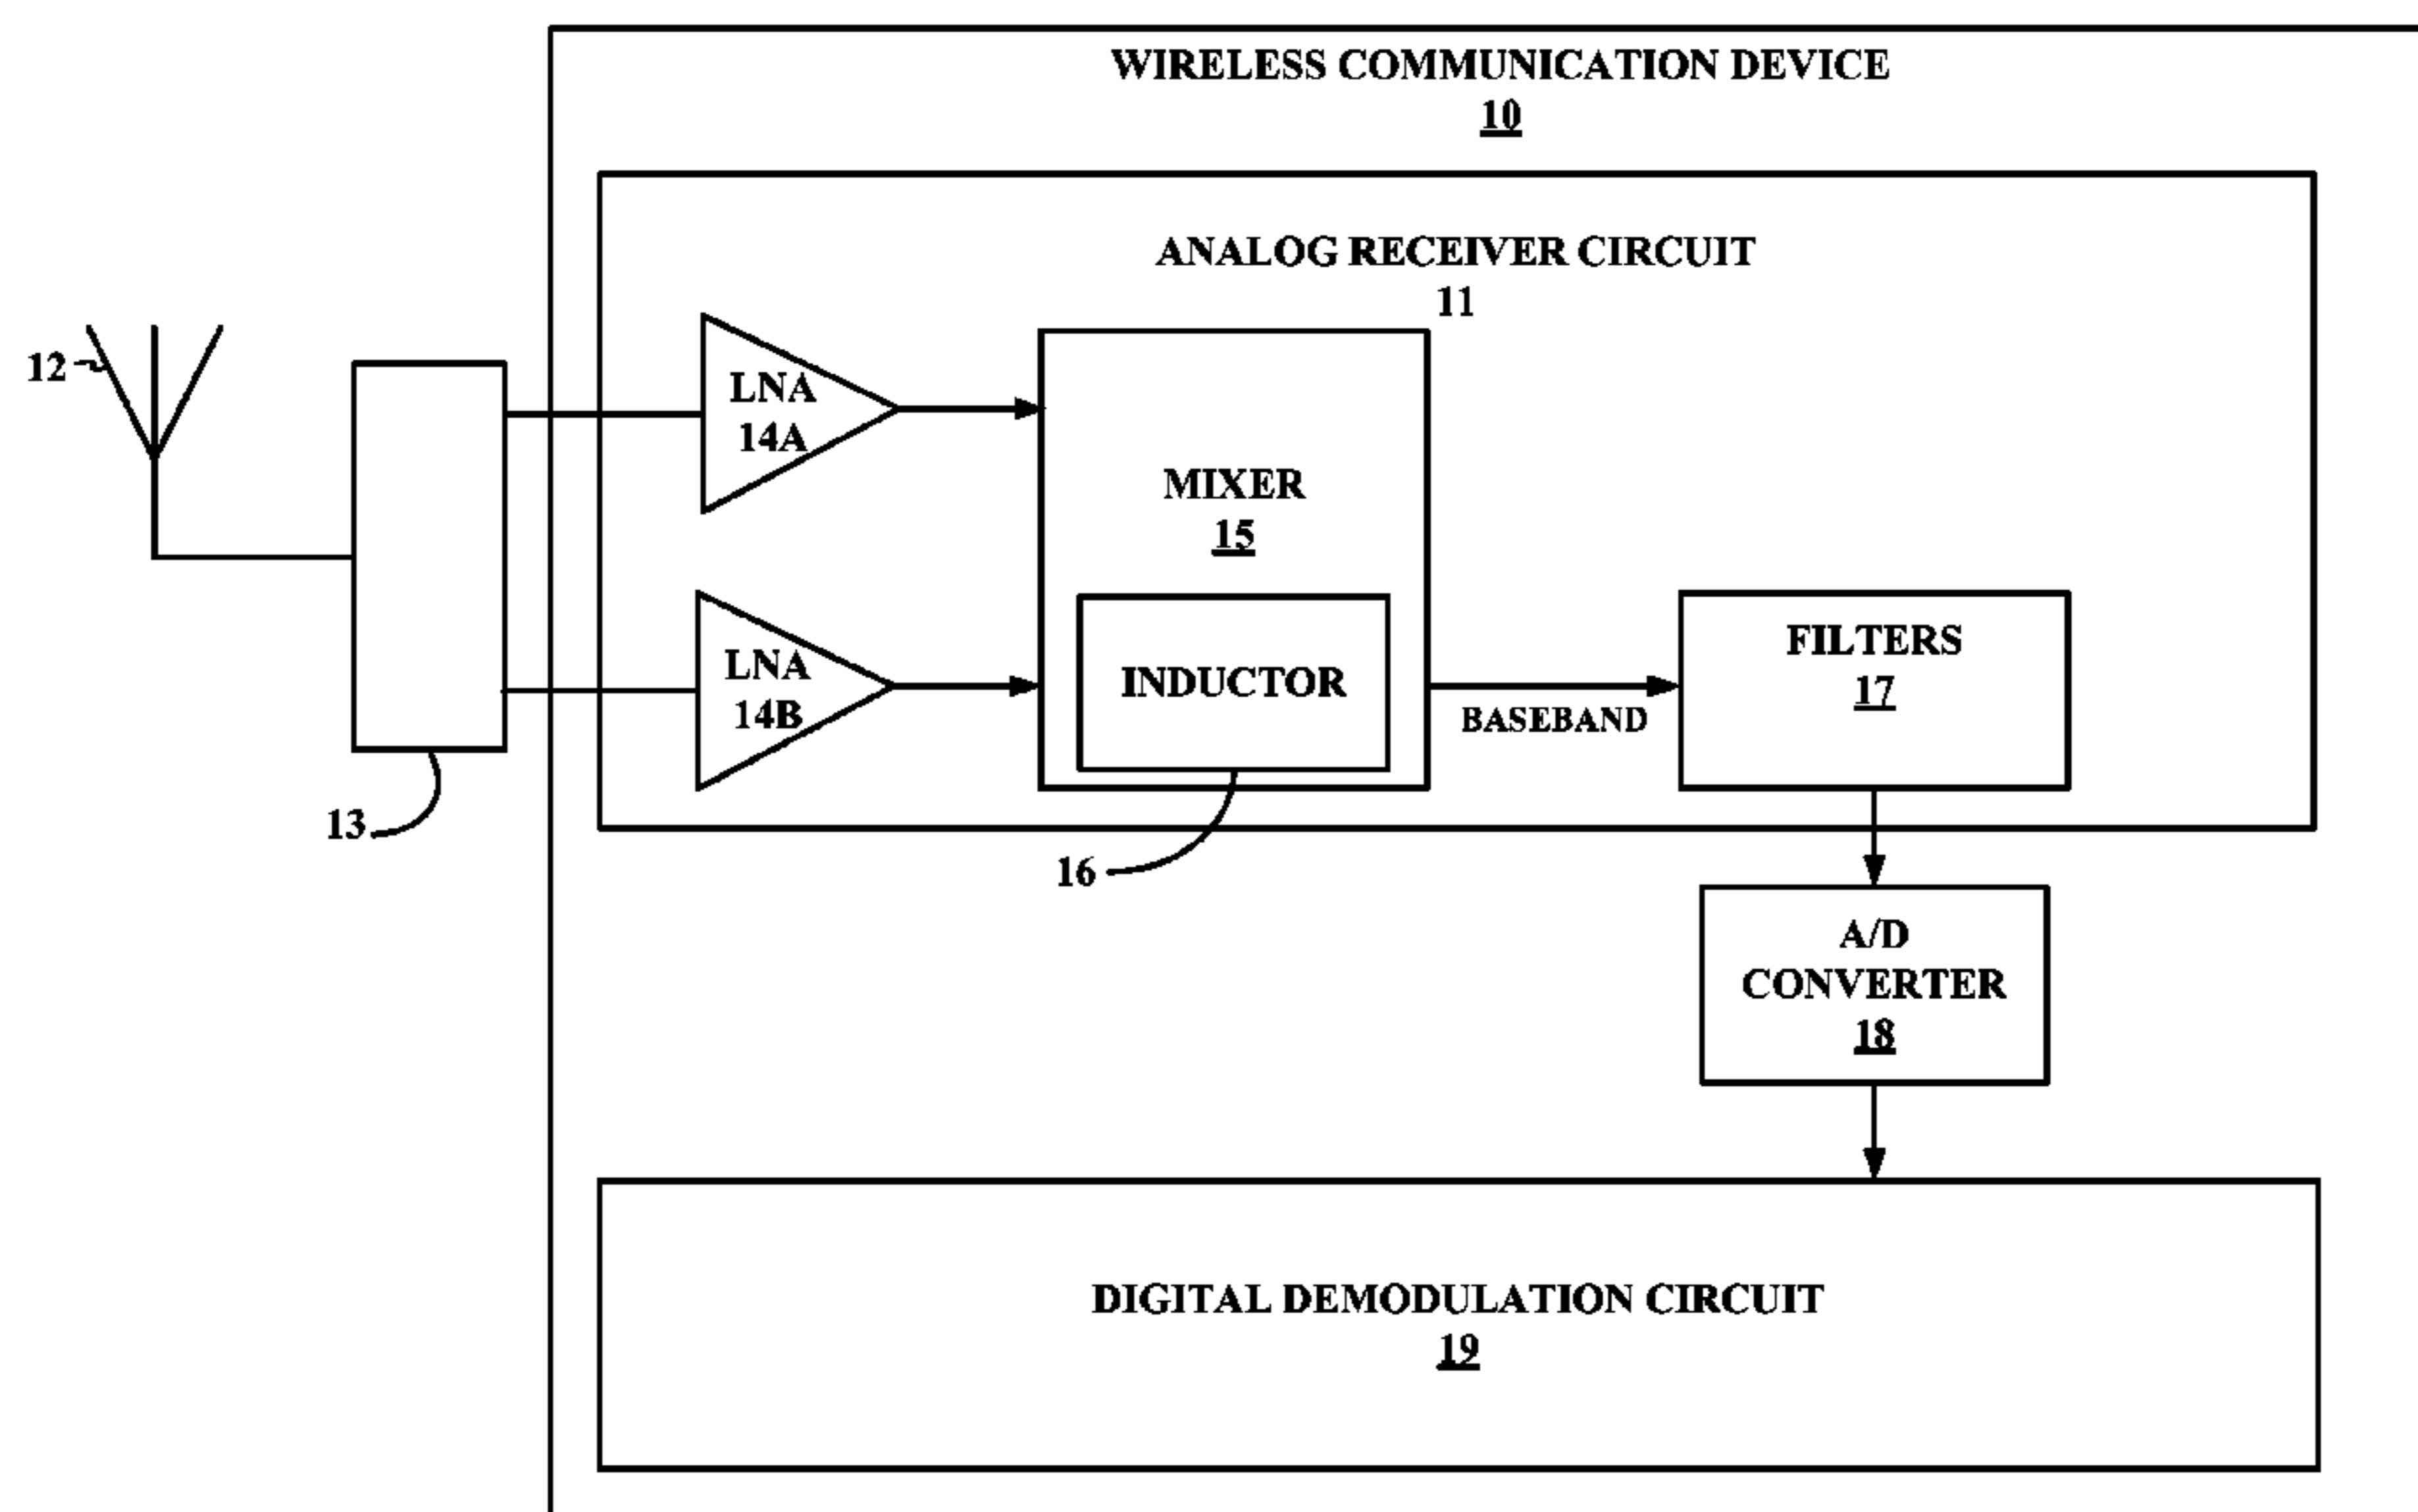 WIRELESS COMMUNICATION DEVICE
10
ANALOG RECEIVER CIRCUIT
11
12
LNA
14A
MIXER
15
LNA
14B
INDUCTOR
BASEBAND
FILTERS
17
13
16
A/D
CONVERTER
18
DIGITAL DEMODULATION CIRCUIT
19